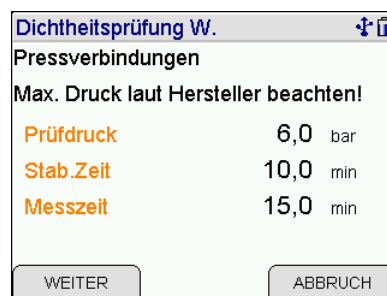 Dichtheitsprüfung W.
Pressverbindungen
Max. Druck laut Hersteller beachten!
Prüfdruck 6,0 bar
Stab.Zeit 10,0 min
Messzeit 15,0 min
WEITER ABBRUCH